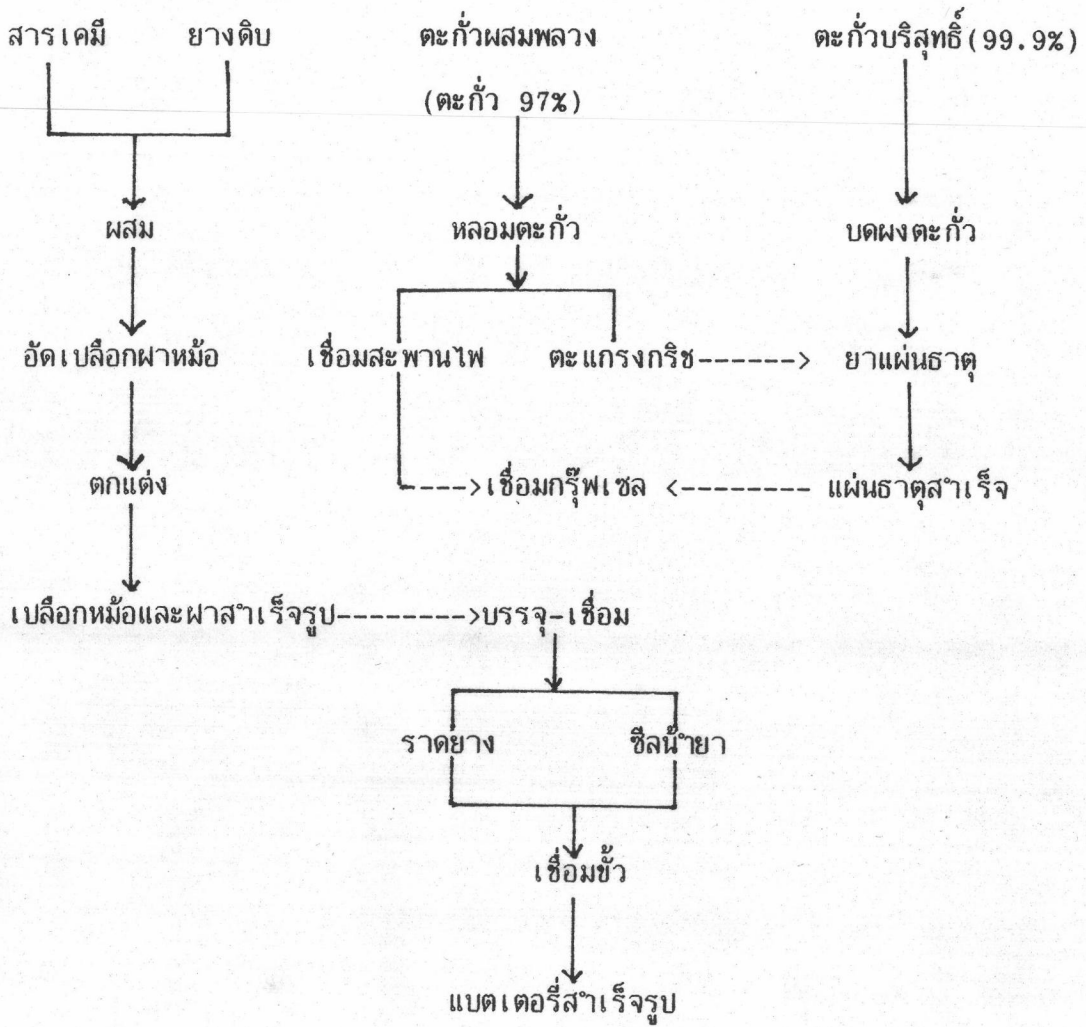 สารเคมี ยางดิบ ตะกั่วผสมพลวง ตะกั่วบริสุทธิ์(99.9%)
(ตะกั่ว 97%)
ผสม หลอมตะกั่ว บดผงตะกั่ว
อัดเปลือกฝาหม้อ เชื่อมสะพานไฟ ตะแกรงกริช-----> ยาแผ่นธาตุ
ตกแต่ง ---->เชื่อมกรุ๊ฟเซล <------- แผ่นธาตุสำเร็จ
เปลือกหม้อและฝาสำเร็จรูป--------->บรรจุ-เชื่อม
ราดยาง ซีลน้ำยา
เชื่อมขั้ว
แบตเตอรี่สำเร็จรูป